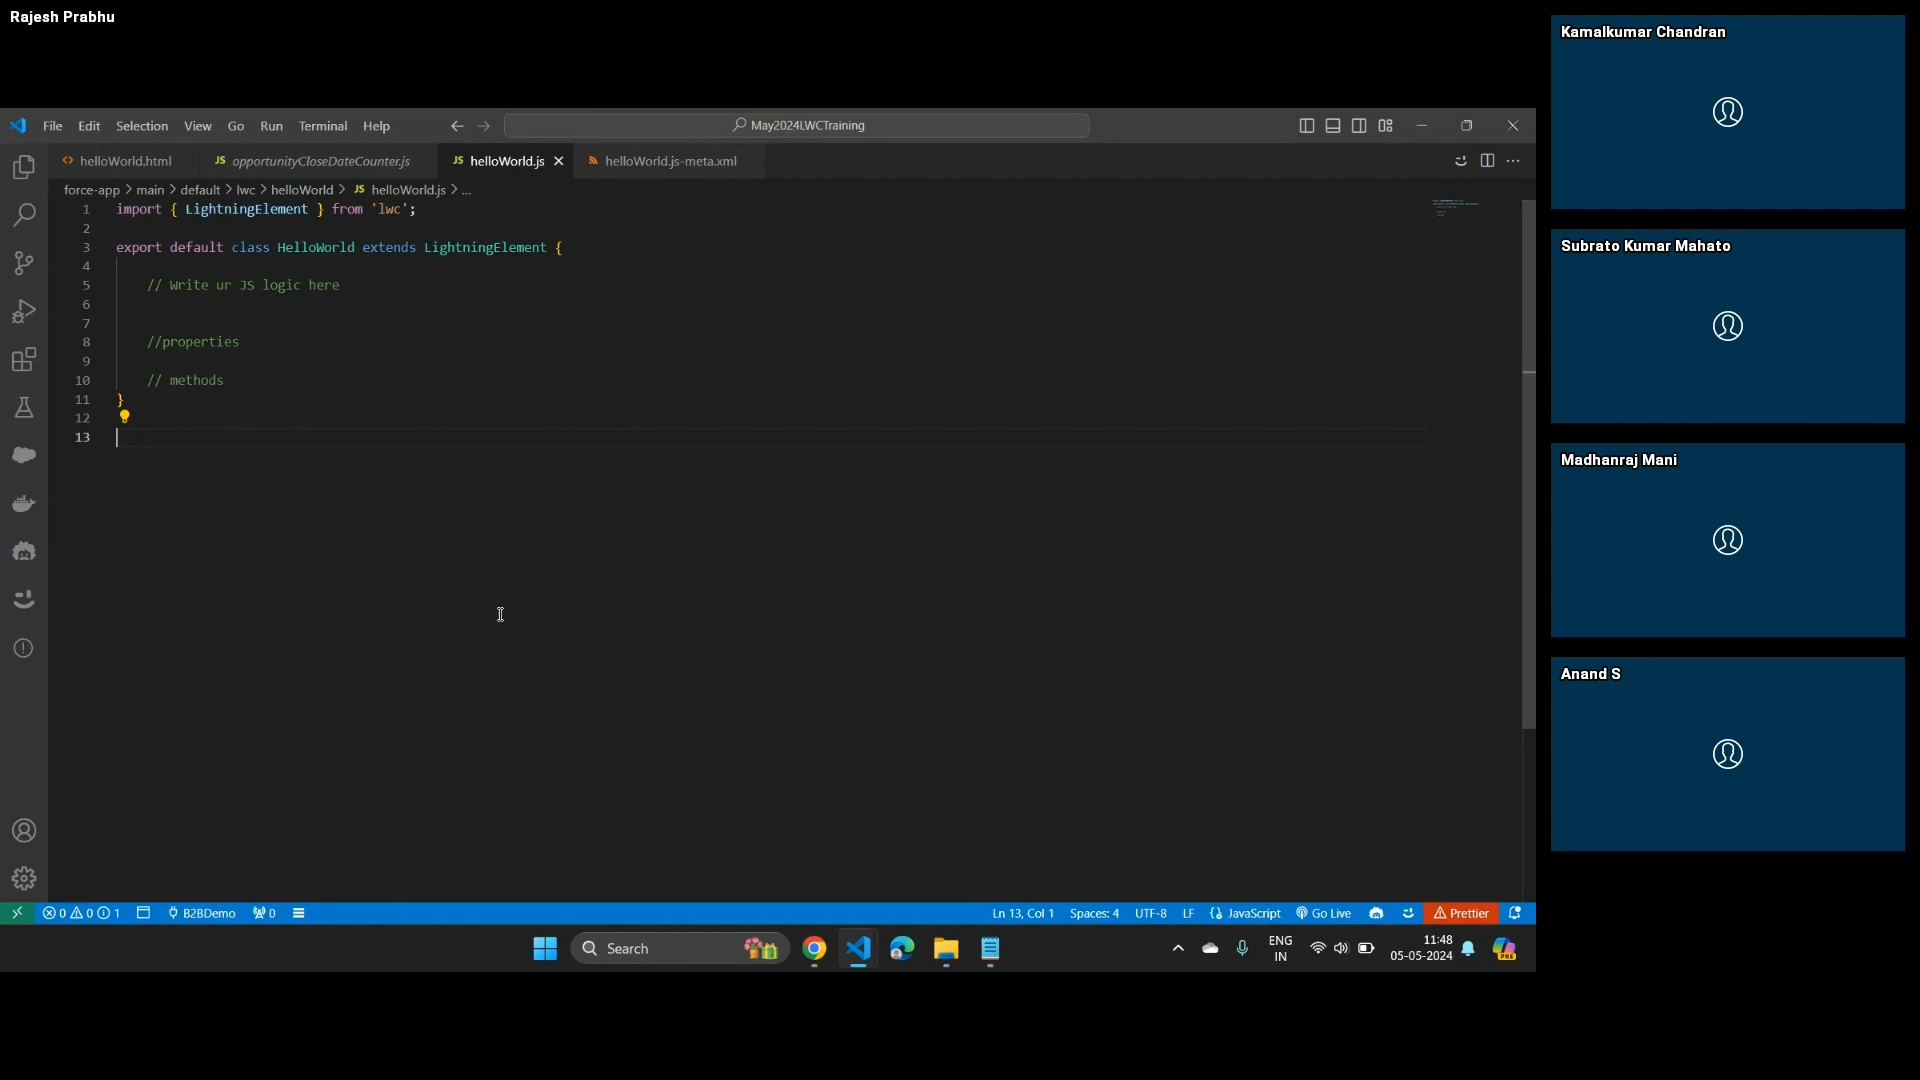 Rajesh Prabhu
Kamalkumar Chandran
File Edit Selection View Go Run Terminal Help
May2024LWCTraining
helloWorld.html
JS opportunityCloseDateCounter.js
JS helloWorld.js
helloWorld.js-meta.xml
force-app > main > default > lwc > helloWorld > JS helloWorld.js > ...
1 import { LightningElement } from 'lwc';
2
3 export default class HelloWorld extends LightningElement {
4
5 // Write ur JS logic here
6
7
8 //properties
9
10 // methods
11 }
12
13
Subrato Kumar Mahato
Madhanraj Mani
Anand S
0 0 1 B2BDemo 0
Ln 13, Col 1 Spaces: 4 UTF-8 LF {} JavaScript Go Live Prettier
Search
ENG
IN
11:48
05-05-2024
PRE